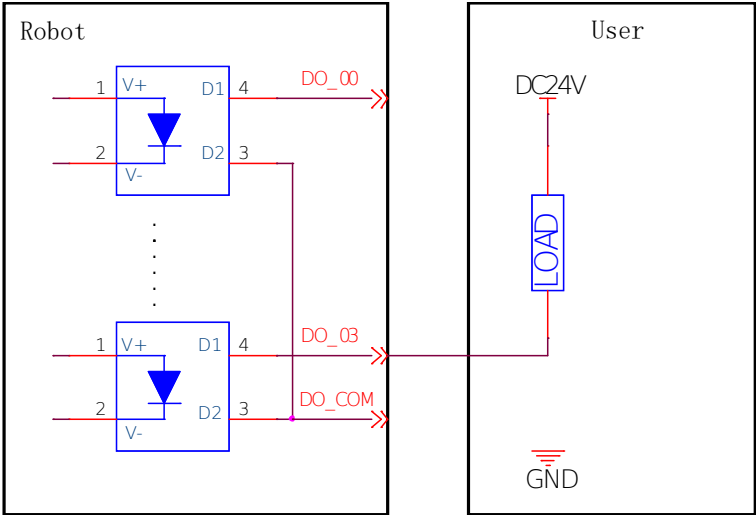 Robot
User
DO_00
1 V+ D1 4
DC24V
2 V- D2 3
LOAD
DO_03
1 V+ D1 4
DO_COM
2 V- D2 3
GND